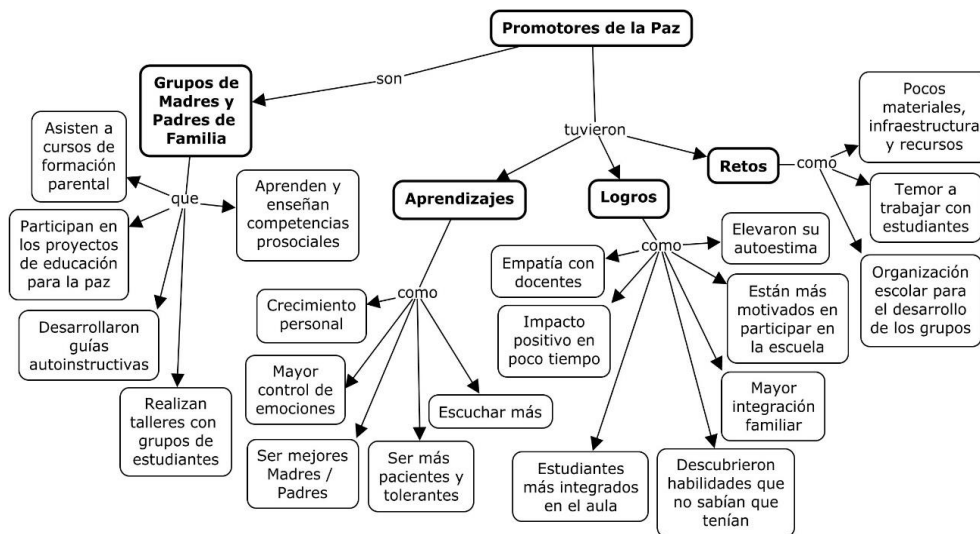 Promotores de la Paz
son
Grupos de
Madres y
Padres de
Familia
que
Asisten a
cursos de
formación
parental
Participan en
los proyectos
de educación
para la paz
Desarrollaron
guías
autoinstructivas
Realizan
talleres con
grupos de
estudiantes
Aprenden y
enseñan
competencias
prosociales
tuvieron
Aprendizajes
como
Crecimiento
personal
Mayor
control de
emociones
Ser mejores
Madres /
Padres
Ser más
pacientes y
tolerantes
Escuchar más
Logros
como
Empatía con
docentes
Impacto
positivo en
poco tiempo
Estudiantes
más integrados
en el aula
Descubrieron
habilidades que
no sabían que
tenían
Mayor
integración
familiar
Están más
motivados en
participar en
la escuela
Elevaron su
autoestima
Retos
como
Pocos
materiales,
infraestructura
y recursos
Temor a
trabajar con
estudiantes
Organización
escolar para
el desarrollo
de los grupos